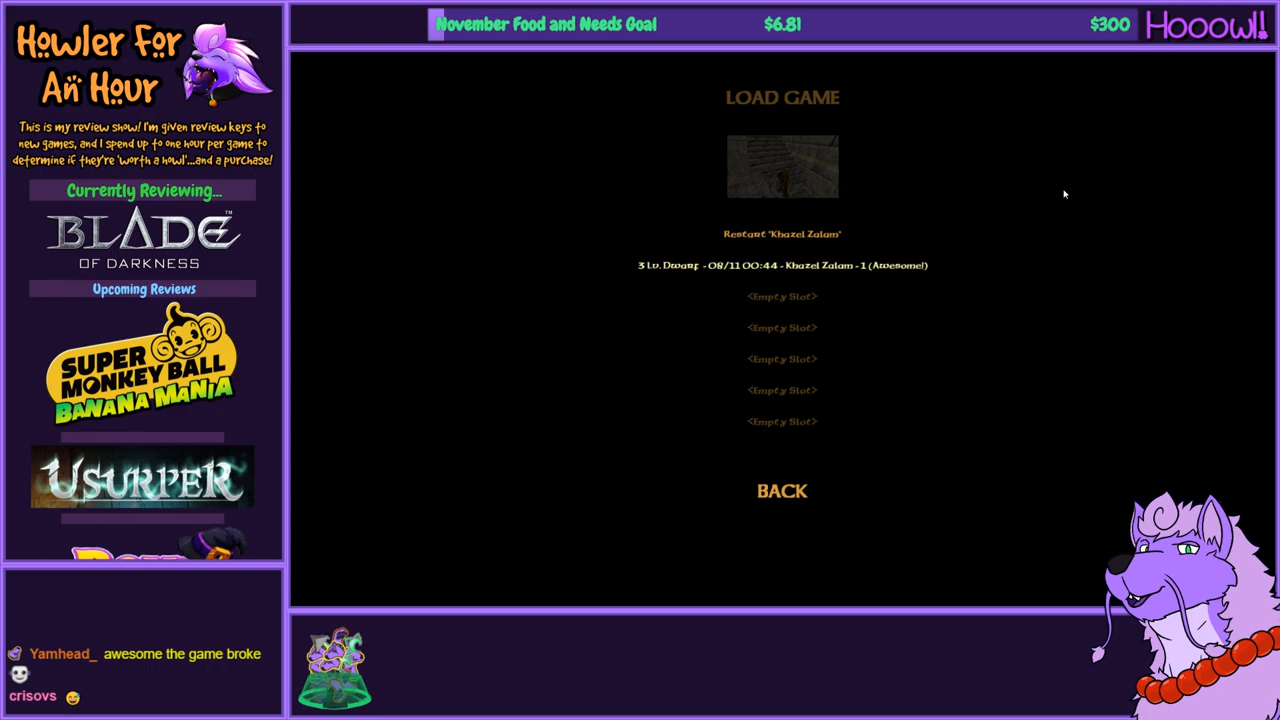 Howler For
An Hour
This is my review show! I'm given review keys to
new games, and I spend up to one hour per game to
determine if they're 'worth a howl'...and a purchase!
Currently Reviewing...
BLADE™
OF DARKNESS
Upcoming Reviews
SUPER
MONKEY BALL
BANANA MANIA
USURPER
Yamhead_ awesome the game broke
crisovs
November Food and Needs Goal $6.81 $300
Hooowl!!
LOAD GAME
Restart "Khazel Zalam"
3 Lv. Dwarf - 08/11 00:44 - Khazel Zalam - 1 (Awesome!)
<Empty Slot>
<Empty Slot>
<Empty Slot>
<Empty Slot>
<Empty Slot>
BACK